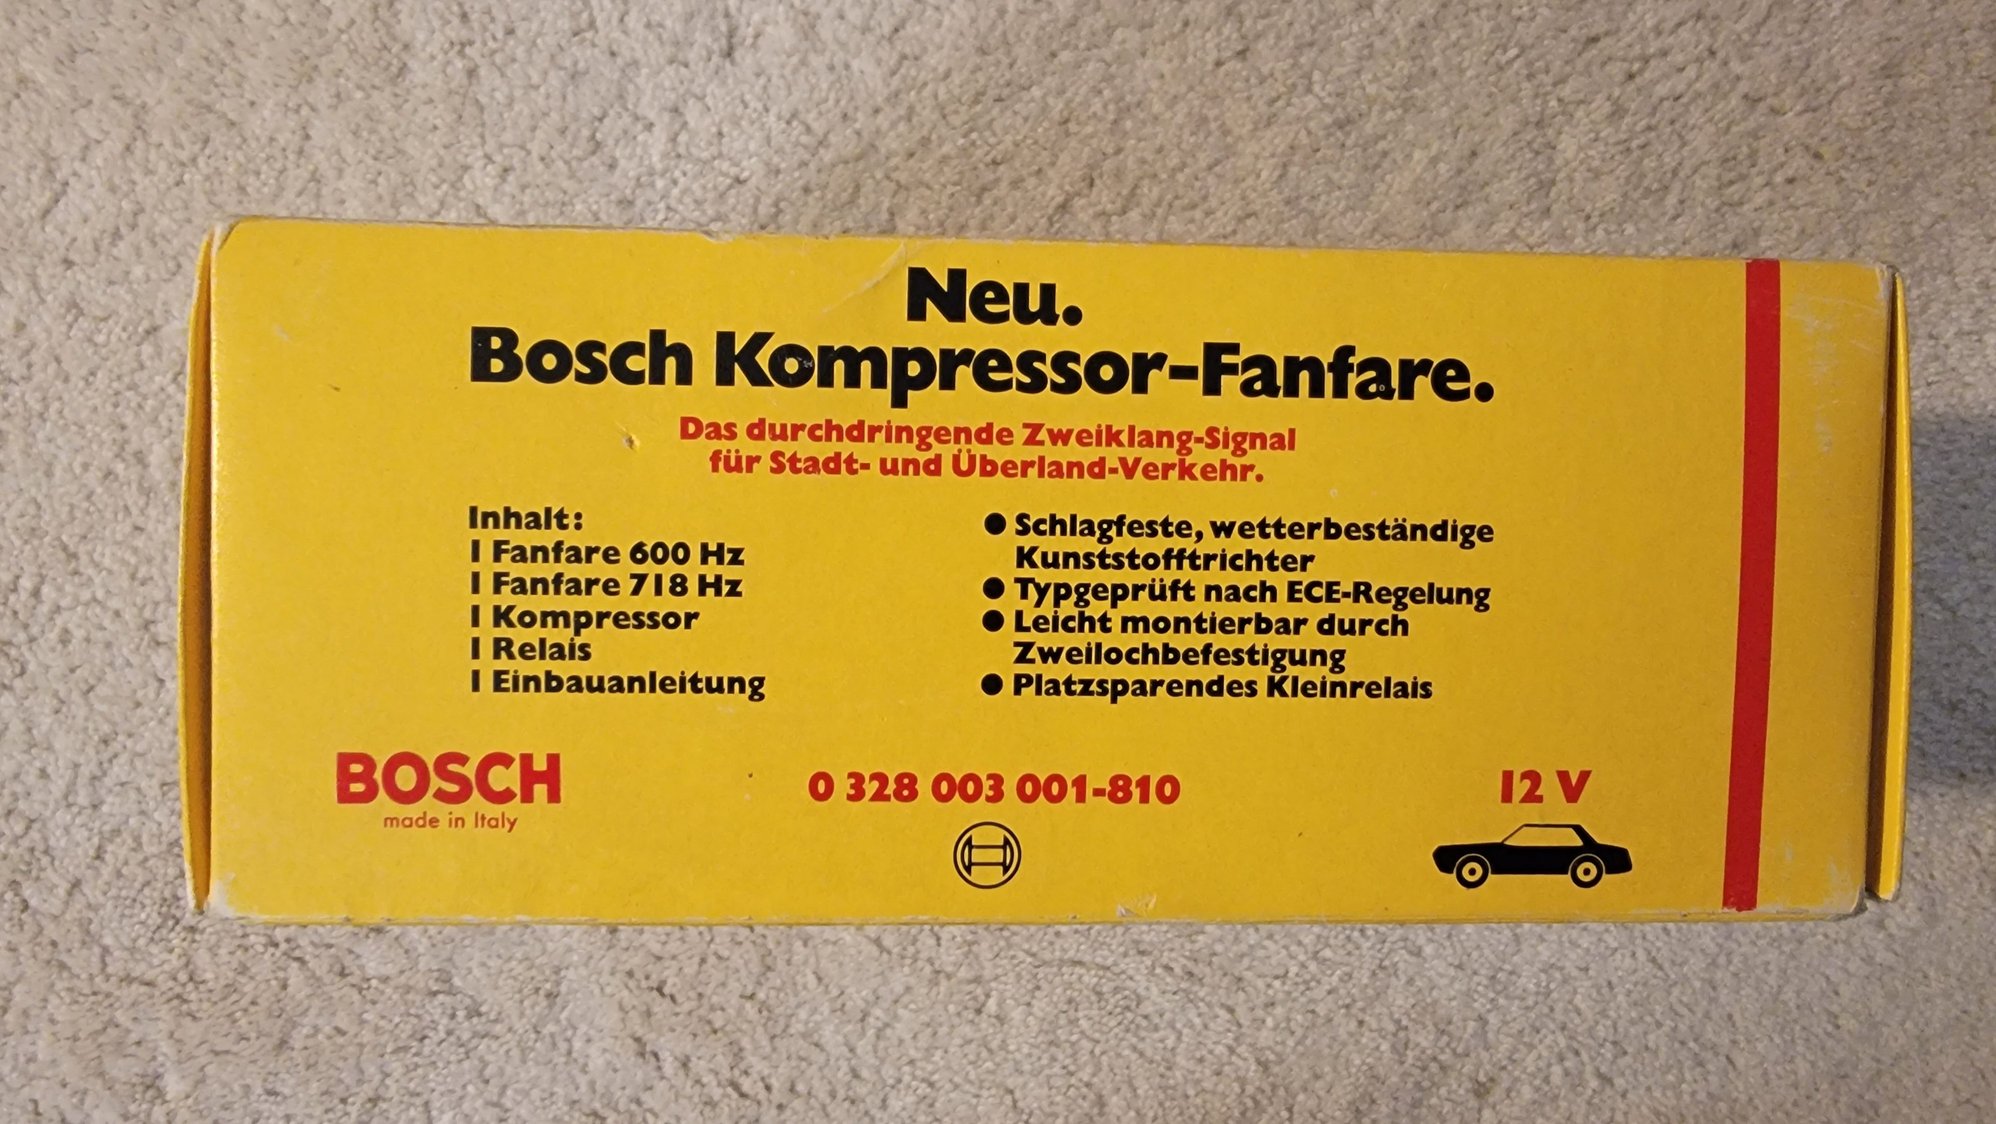 Neu.
Bosch Kompressor-Fanfare.
Das durchdringende Zweiklang-Signal
für Stadt- und Überland-Verkehr.
Inhalt:
1 Fanfare 600 Hz
1 Fanfare 718 Hz
1 Kompressor
1 Relais
1 Einbauanleitung
● Schlagfeste, wetterbeständige
Kunststofftrichter
● Typgeprüft nach ECE-Regelung
● Leicht montierbar durch
Zweilochbefestigung
● Platzsparendes Kleinrelais
BOSCH
made in Italy
0 328 003 001-810
12 V